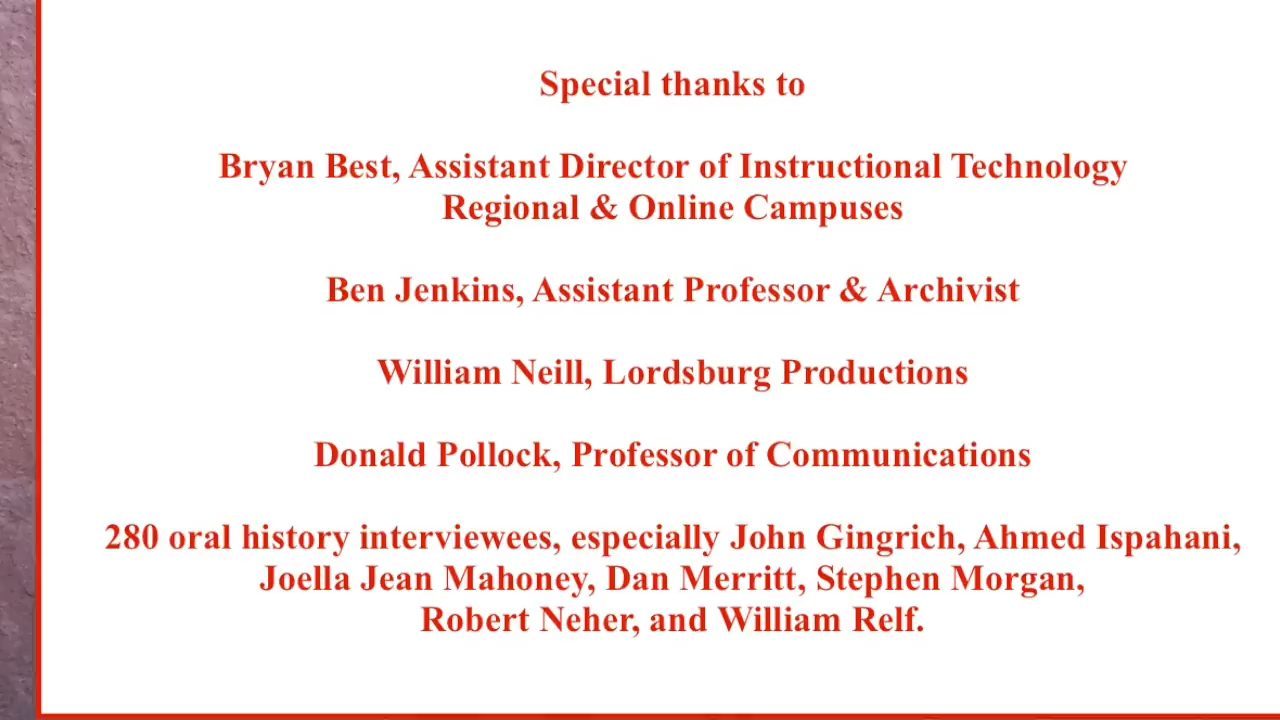 Special thanks to
Bryan Best, Assistant Director of Instructional Technology
Regional & Online Campuses
Ben Jenkins, Assistant Professor & Archivist
William Neill, Lordsburg Productions
Donald Pollock, Professor of Communications
280 oral history interviewees, especially John Gingrich, Ahmed Ispahani,
Joella Jean Mahoney, Dan Merritt, Stephen Morgan,
Robert Neher, and William Relf.